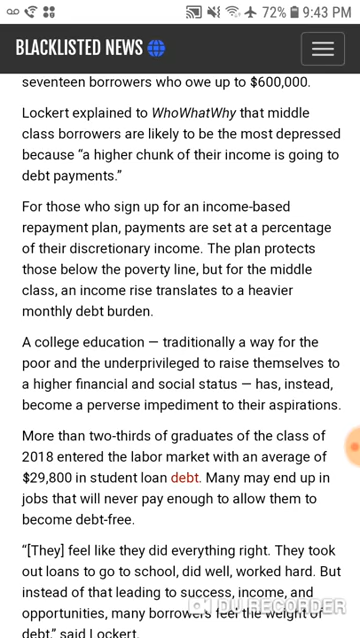 72% 9:43 PM
BLACKLISTED NEWS
seventeen borrowers who owe up to $600,000.
Lockert explained to WhoWhatWhy that middle
class borrowers are likely to be the most depressed
because “a higher chunk of their income is going to
debt payments.”
For those who sign up for an income-based
repayment plan, payments are set at a percentage
of their discretionary income. The plan protects
those below the poverty line, but for the middle
class, an income rise translates to a heavier
monthly debt burden.
A college education — traditionally a way for the
poor and the underprivileged to raise themselves to
a higher financial and social status — has, instead,
become a perverse impediment to their aspirations.
More than two-thirds of graduates of the class of
2018 entered the labor market with an average of
$29,800 in student loan debt. Many may end up in
jobs that will never pay enough to allow them to
become debt-free.
“[They] feel like they did everything right. They took
out loans to go to school, did well, worked hard. But
instead of that leading to success, income, and
opportunities, many borrowers feel the weight of
DU RECORDER
debt,” said Lockert.